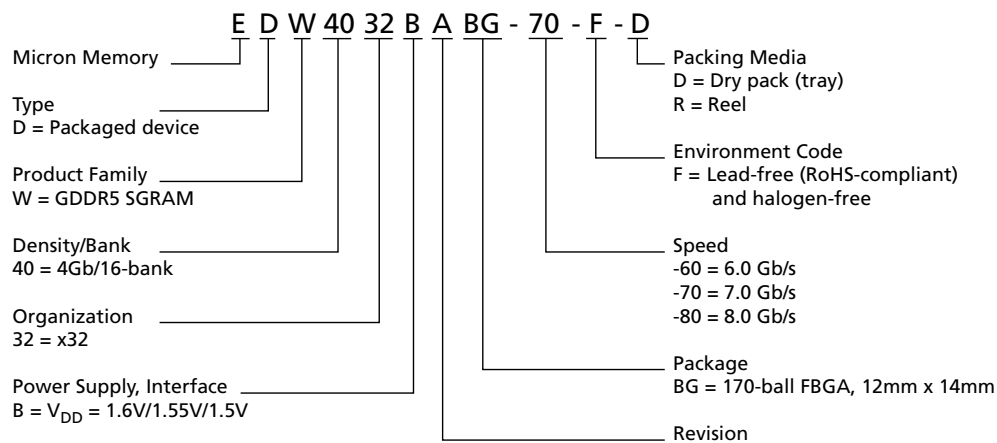 E D W 40 32 B A BG - 70 - F - D
Micron Memory
Type
D = Packaged device
Product Family
W = GDDR5 SGRAM
Density/Bank
40 = 4Gb/16-bank
Organization
32 = x32
Power Supply, Interface
B = VDD = 1.6V/1.55V/1.5V
Packing Media
D = Dry pack (tray)
R = Reel
Environment Code
F = Lead-free (RoHS-compliant)
and halogen-free
Speed
-60 = 6.0 Gb/s
-70 = 7.0 Gb/s
-80 = 8.0 Gb/s
Package
BG = 170-ball FBGA, 12mm x 14mm
Revision